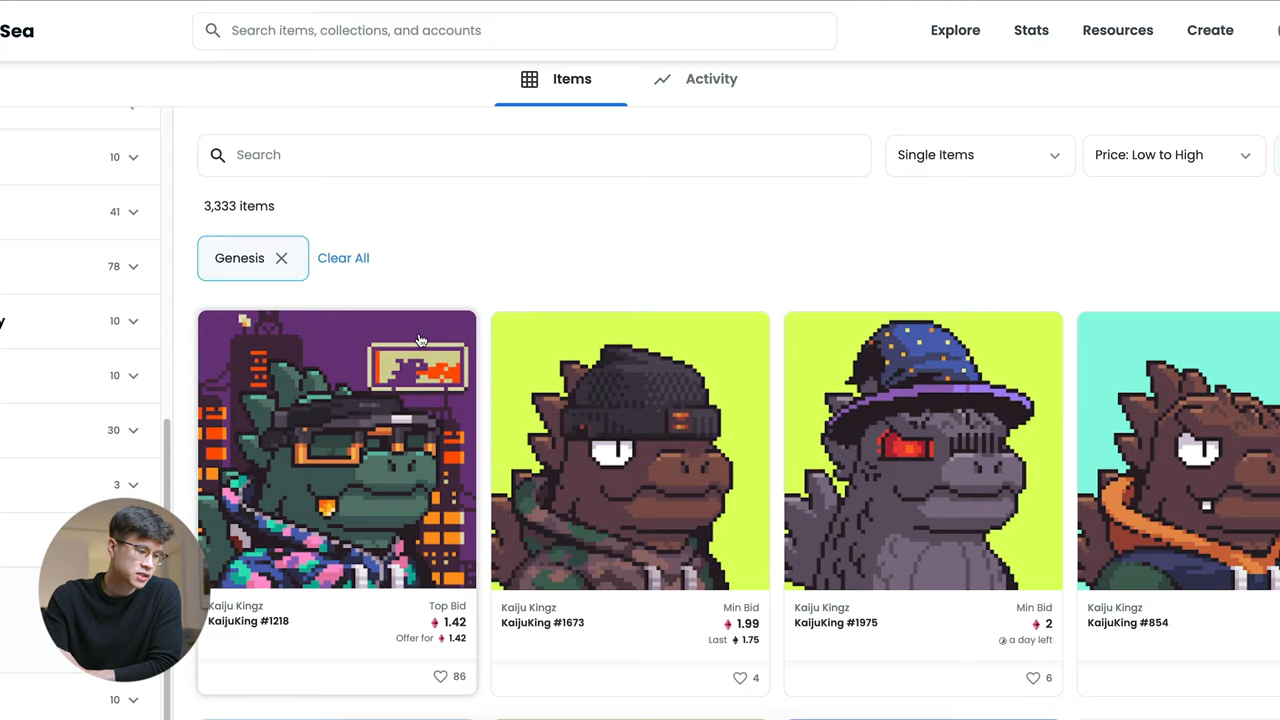 Sea
Search items, collections, and accounts
Explore
Stats
Resources
Create
Items
Activity
10
41
78
y
10
10
30
3
10
Search
Single Items
Price: Low to High
3,333 items
Genesis
Clear All
Kaiju Kingz
Top Bid
KaijuKing #1218
1.42
Offer for 1.42
86
Kaiju Kingz
Min Bid
KaijuKing #1673
1.99
Last 1.75
4
Kaiju Kingz
Min Bid
KaijuKing #1975
2
a day left
6
Kaiju Kingz
KaijuKing #854